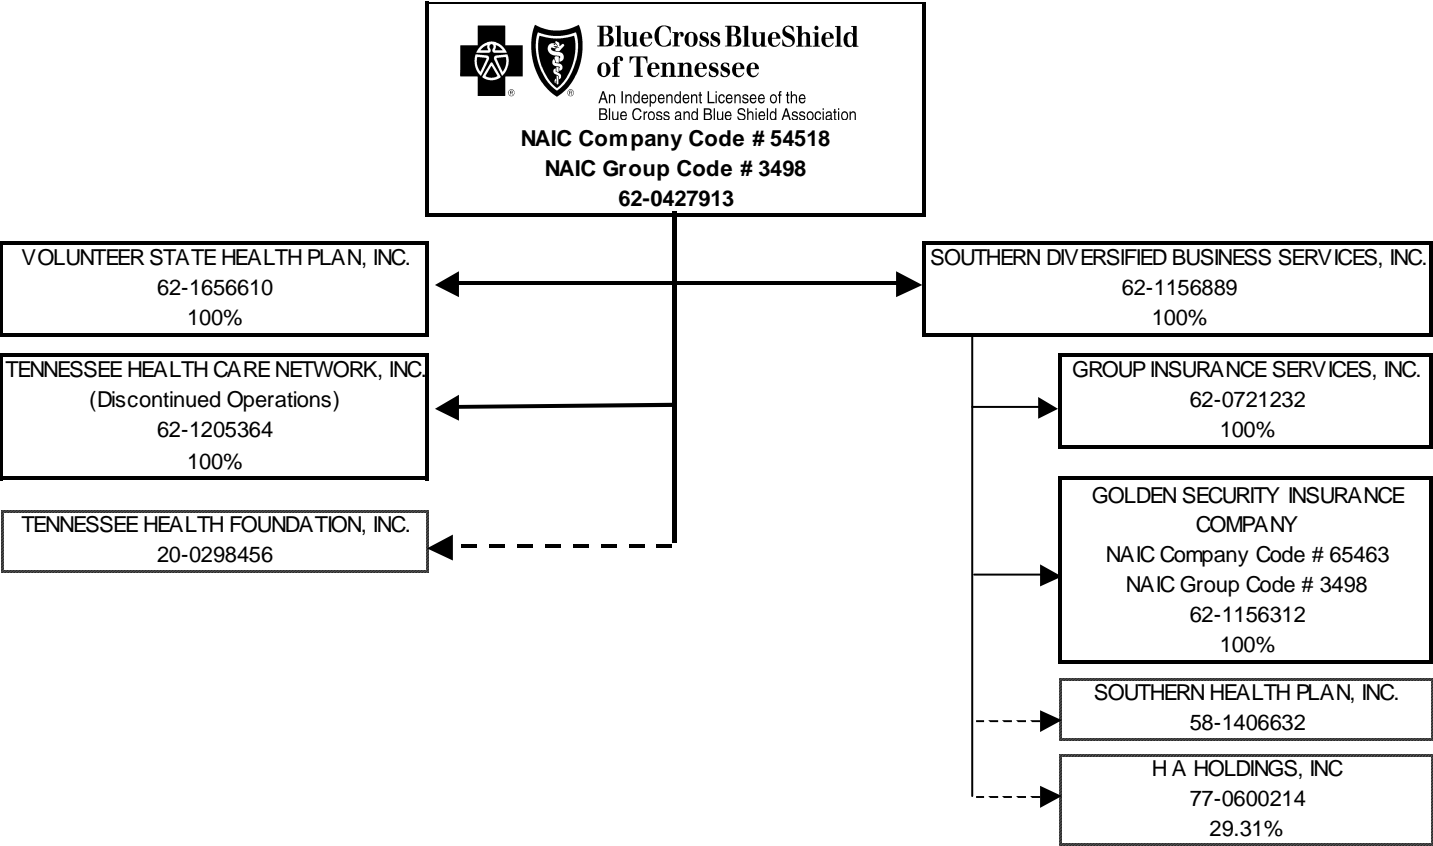 BlueCross BlueShield
of Tennessee
An Independent Licensee of the
Blue Cross and Blue Shield Association
NAIC Company Code # 54518
NAIC Group Code # 3498
62-0427913
VOLUNTEER STATE HEALTH PLAN, INC.
62-1656610
100%
TENNESSEE HEALTH CARE NETWORK, INC.
(Discontinued Operations)
62-1205364
100%
TENNESSEE HEALTH FOUNDATION, INC.
20-0298456
SOUTHERN DIVERSIFIED BUSINESS SERVICES, INC.
62-1156889
100%
GROUP INSURANCE SERVICES, INC.
62-0721232
100%
GOLDEN SECURITY INSURANCE
COMPANY
NAIC Company Code # 65463
NAIC Group Code # 3498
62-1156312
100%
SOUTHERN HEALTH PLAN, INC.
58-1406632
H A HOLDINGS, INC
77-0600214
29.31%